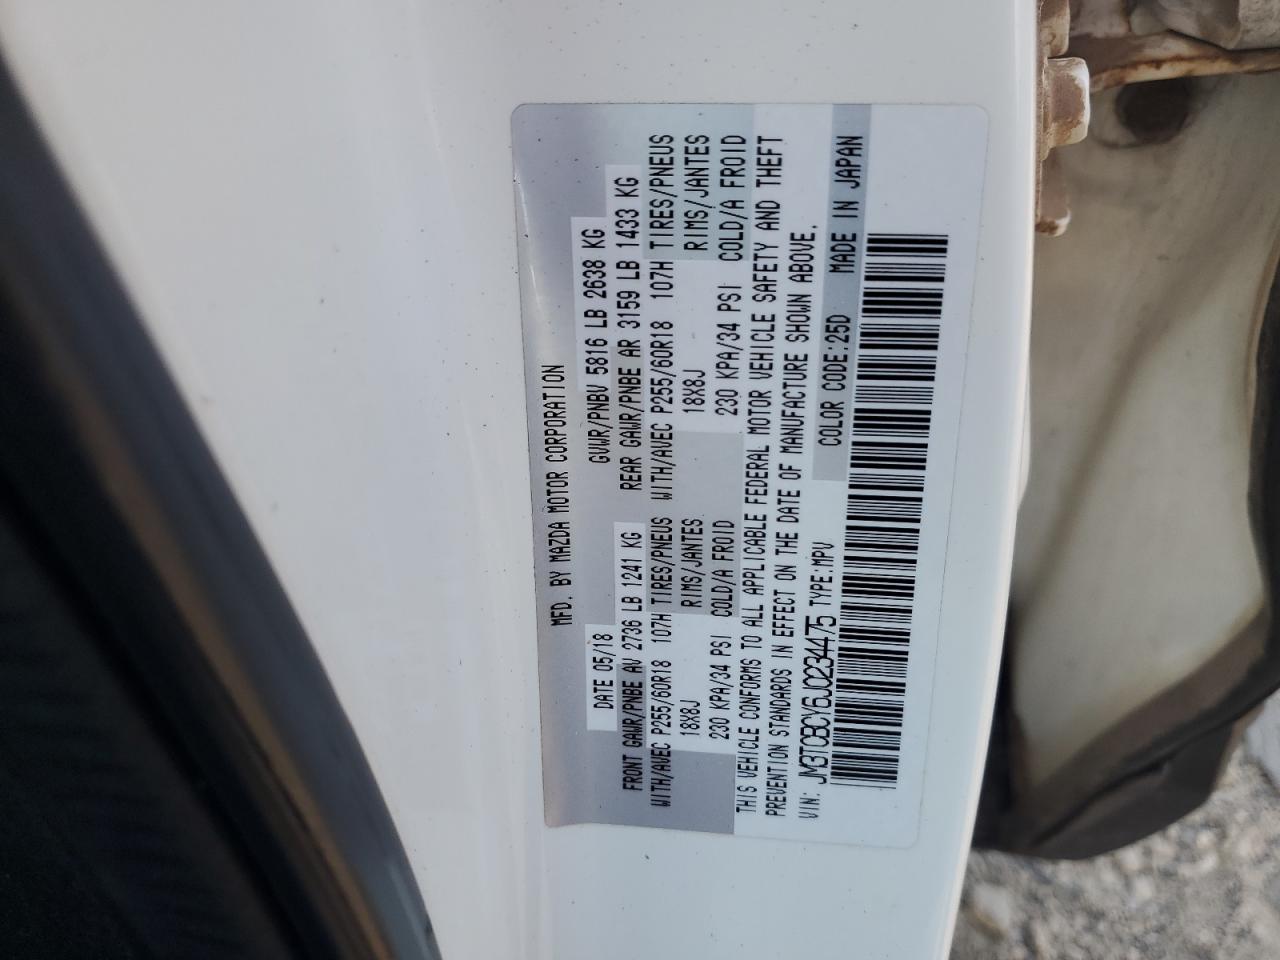 MFD. BY MAZDA MOTOR CORPORATION
DATE 05/18 GVWR/PNBV 5816 LB 2638 KG
FRONT GAWR/PNBE AV 2736 LB 1241 KG REAR GAWR/PNBE AR 3159 LB 1433 KG
WITH/AVEC P255/60R18 107H TIRES/PNEUS WITH/AVEC P255/60R18 107H TIRES/PNEUS
18X8J RIMS/JANTES 18X8J RIMS/JANTES
230 KPA/34 PSI COLD/A FROID 230 KPA/34 PSI COLD/A FROID
THIS VEHICLE CONFORMS TO ALL APPLICABLE FEDERAL MOTOR VEHICLE SAFETY AND THEFT
PREVENTION STANDARDS IN EFFECT ON THE DATE OF MANUFACTURE SHOWN ABOVE.
VIN: JM3TCBCY6J0234475 TYPE:MPV COLOR CODE:25D MADE IN JAPAN